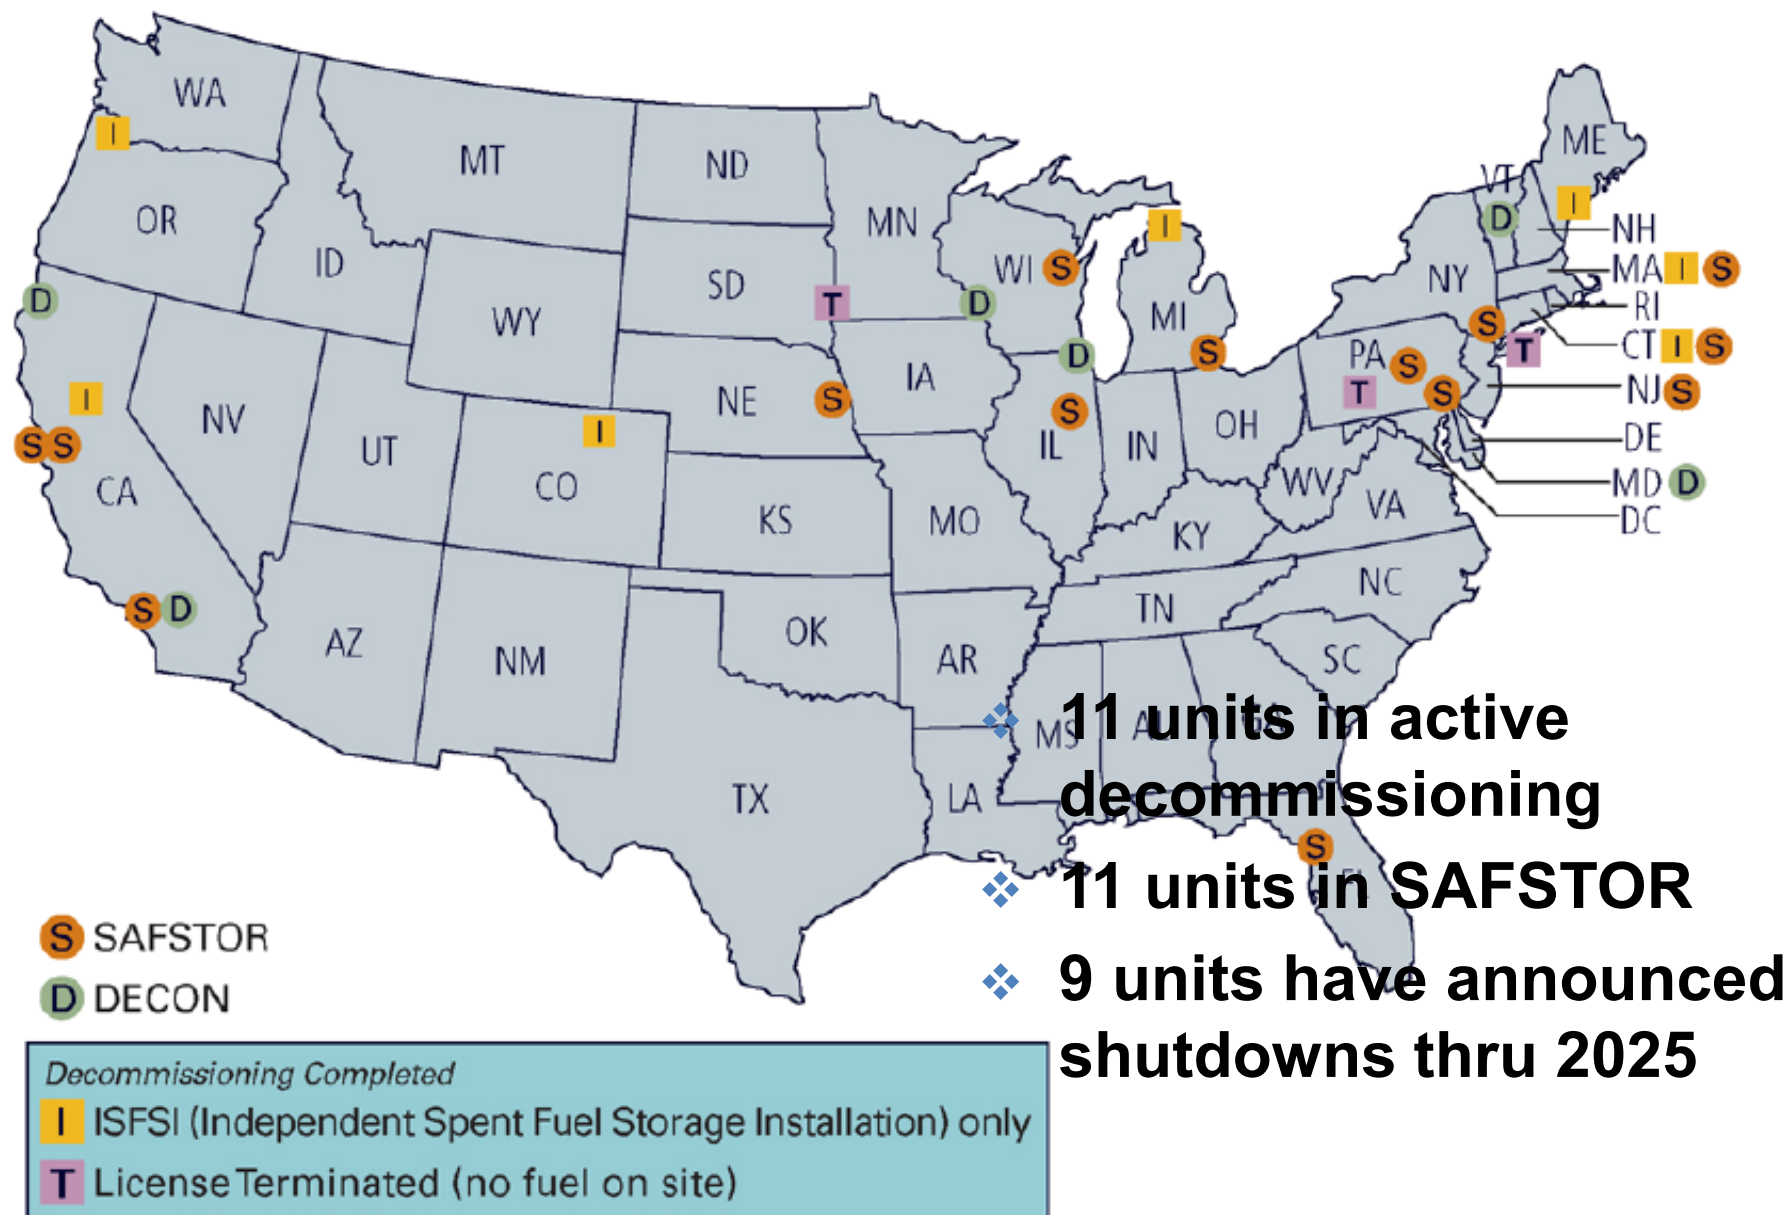 WA
I
MT
ND
ME
VT
OR
MN
D
I
NH
ID
I
WI S
MA I S
SD
NY
D
T
D
RI
WY
MI
S
CT I S
S
T
D
PA S
IA
T
S
NJ S
I
NE S
S
NV
I
IL
IN
OH
DE
S S
UT
CO
WV
MD D
CA
KS
MO
VA
DC
KY
NC
S D
TN
OK
AZ
NM
AR
SC
MS
AL
GA
11 units in active
decommissioning
TX
LA
S
FL
11 units in SAFSTOR
9 units have announced
shutdowns thru 2025
S SAFSTOR
D DECON
Decommissioning Completed
I ISFSI (Independent Spent Fuel Storage Installation) only
T License Terminated (no fuel on site)